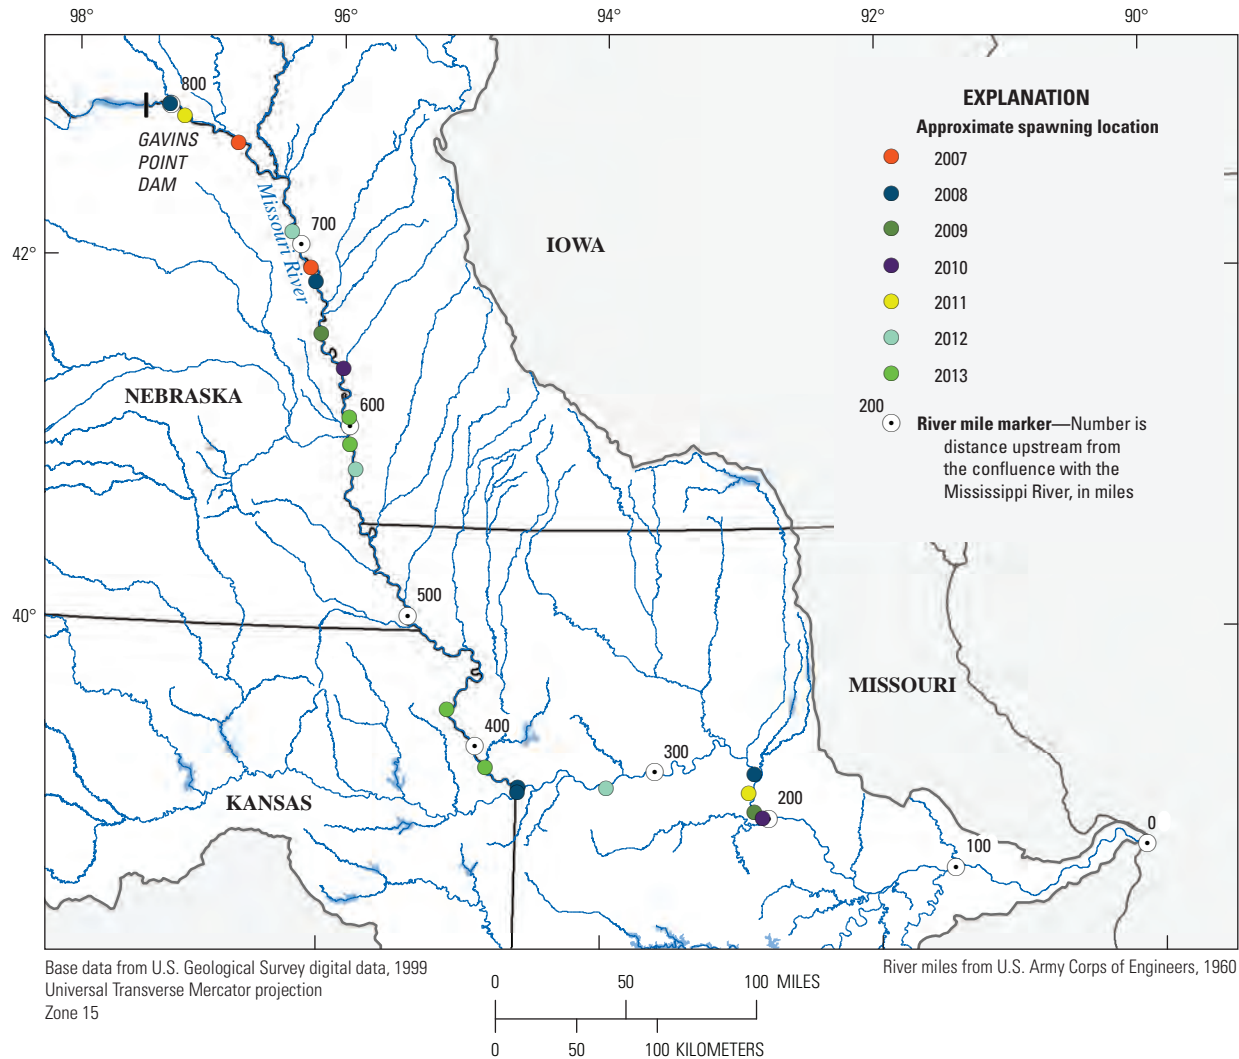 98°
96°
94°
92°
90°
800
GAVINS
POINT
DAM
Missouri River
700
42°
IOWA
NEBRASKA
600
500
40°
MISSOURI
400
300
200
KANSAS
100
0
EXPLANATION
Approximate spawning location
2007
2008
2009
2010
2011
2012
2013
200
River mile marker—Number is
distance upstream from
the confluence with the
Mississippi River, in miles
Base data from U.S. Geological Survey digital data, 1999
Universal Transverse Mercator projection
Zone 15
0 50 100 MILES
0 50 100 KILOMETERS
River miles from U.S. Army Corps of Engineers, 1960